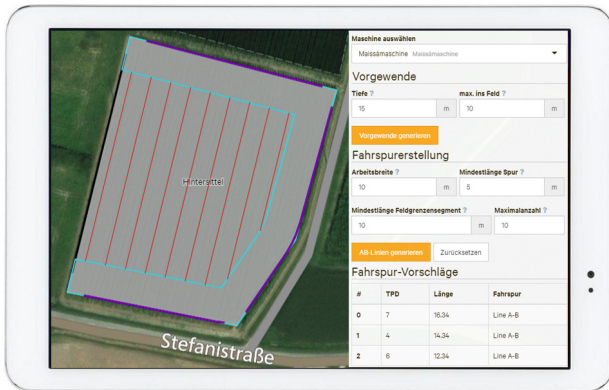 Maschine auswählen
Maissämaschine Maissämaschine
Vorgewende
Tiefe ? max. ins Feld ?
15 m 10 m
Vorgewende generieren
Fahrspurerstellung
Arbeitsbreite ? Mindestlänge Spur ?
10 m 5 m
Mindestlänge Feldgrenzensegment ? Maximalanzahl ?
10 m 10
AB-Linien generieren Zurücksetzen
Fahrspur-Vorschläge
# TPD Länge Fahrspur
0 7 16.34 Line A-B
1 4 14.34 Line A-B
2 6 12.34 Line A-B
Hintersittel
Stefanistraße